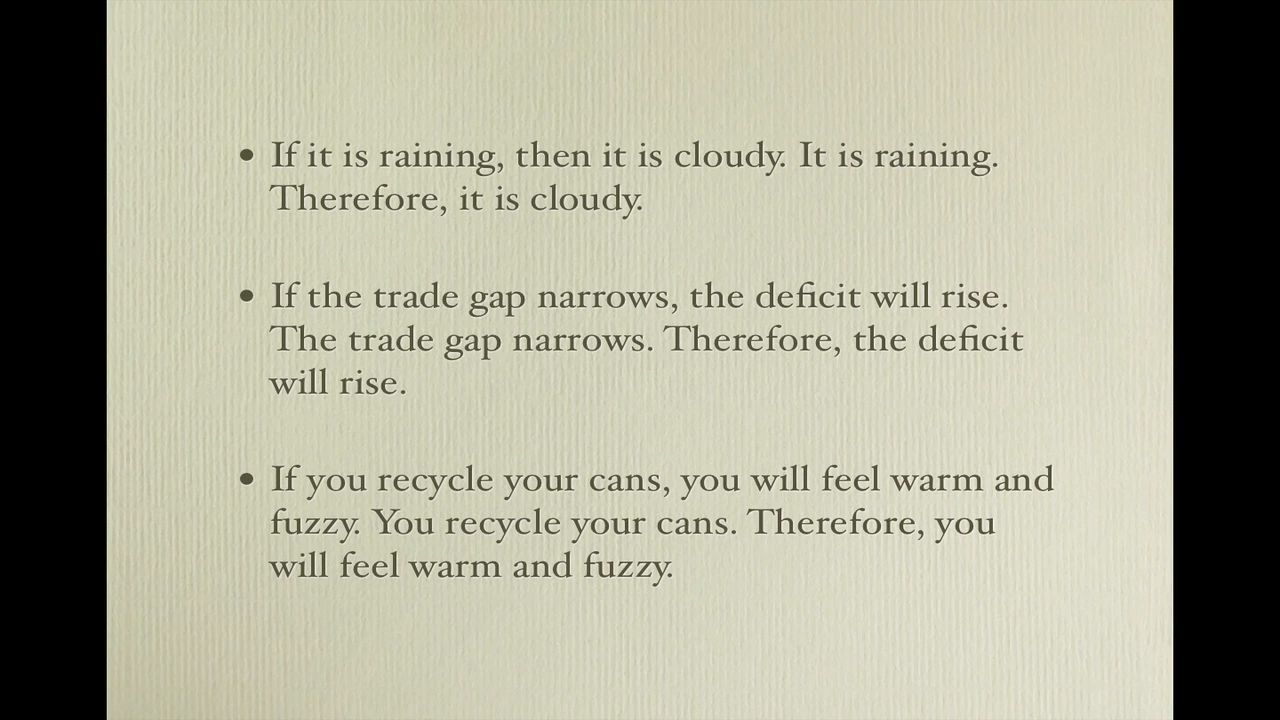 • If it is raining, then it is cloudy. It is raining.
Therefore, it is cloudy.
• If the trade gap narrows, the deficit will rise.
The trade gap narrows. Therefore, the deficit
will rise.
• If you recycle your cans, you will feel warm and
fuzzy. You recycle your cans. Therefore, you
will feel warm and fuzzy.